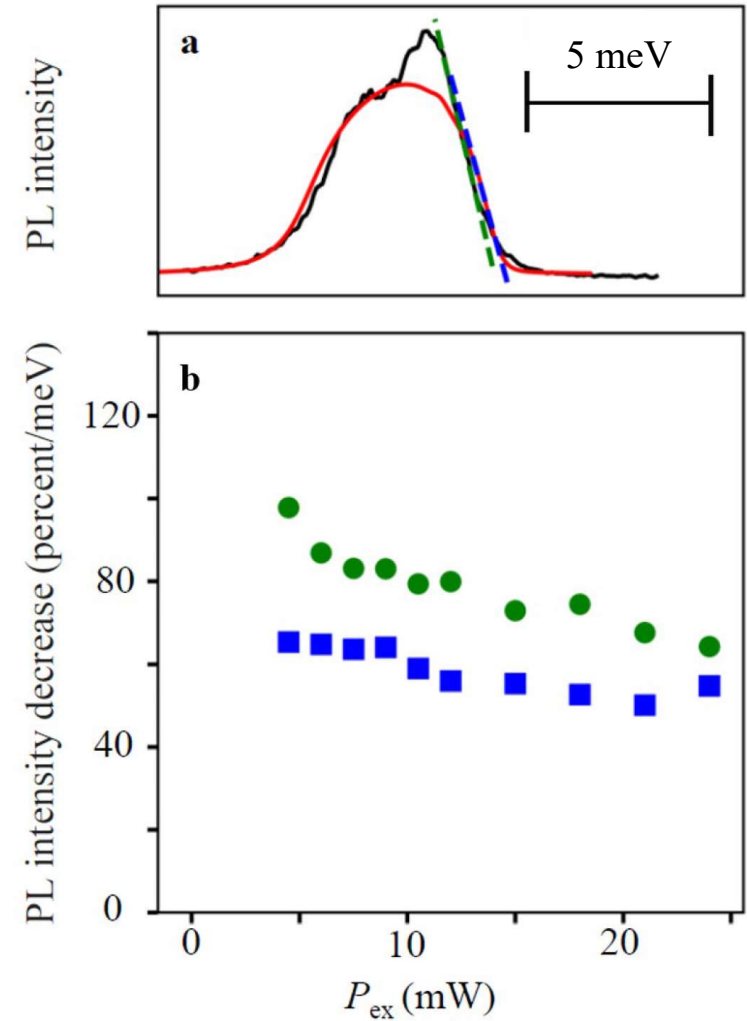 a
5 meV
PL intensity
b
PL intensity decrease (percent/meV)
120
80
40
0
0 10 20
Pex (mW)